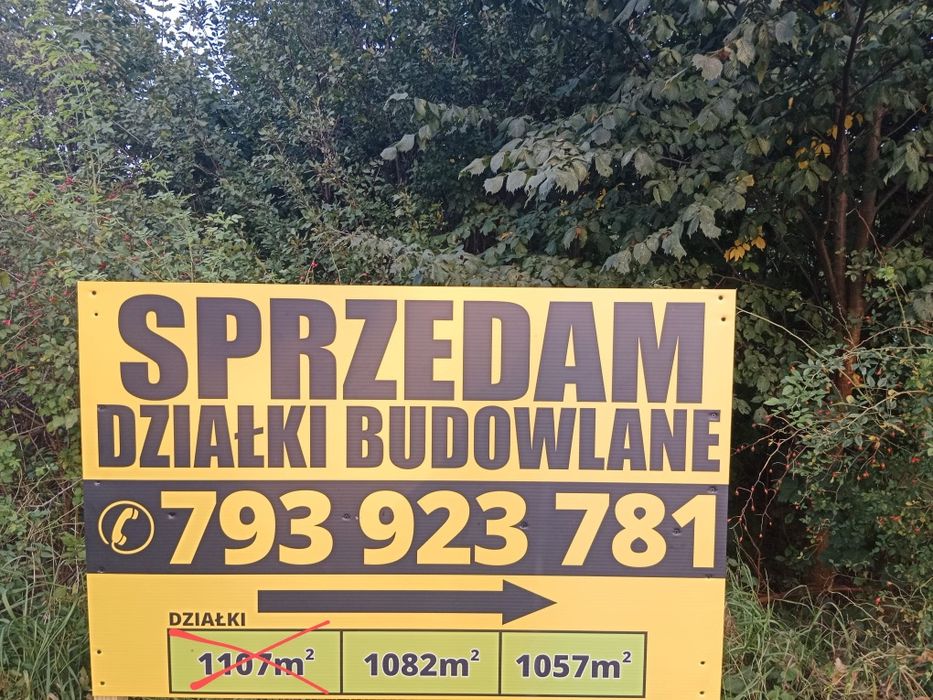 SPRZEDAM
DZIAŁKI BUDOWLANE
793 923 781
DZIAŁKI
1107m² 1082m² 1057m²